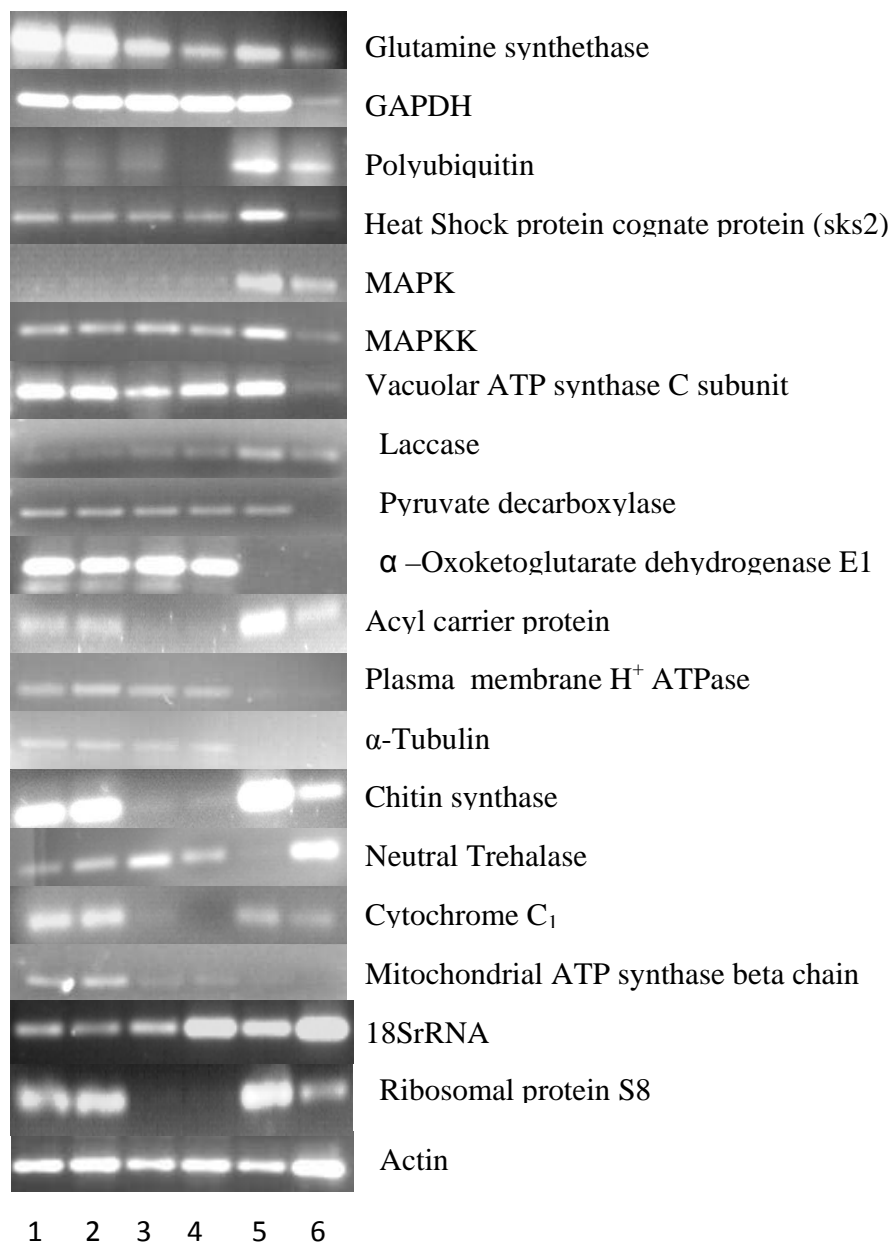 Glutamine synthethase
GAPDH
Polyubiquitin
Heat Shock protein cognate protein (sks2)
MAPK
MAPKK
Vacuolar ATP synthase C subunit
Laccase
Pyruvate decarboxylase
α –Oxoketoglutarate dehydrogenase E1
Acyl carrier protein
Plasma membrane H⁺ ATPase
α-Tubulin
Chitin synthase
Neutral Trehalase
Cytochrome C₁
Mitochondrial ATP synthase beta chain
18SrRNA
Ribosomal protein S8
Actin
1 2 3 4 5 6